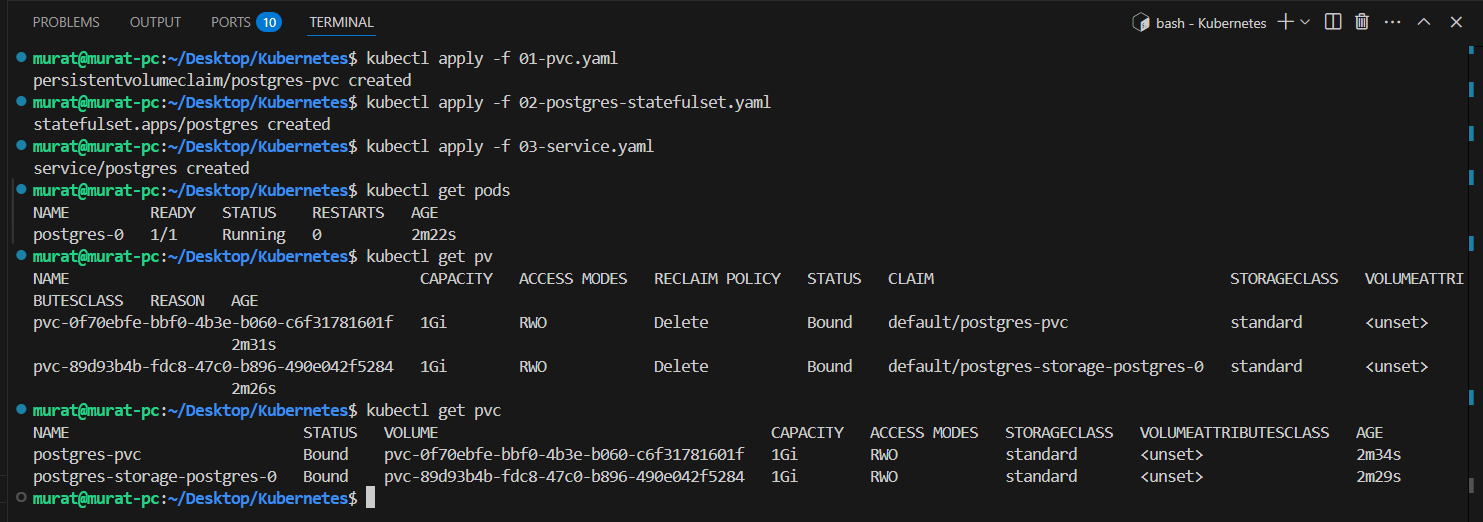 PROBLEMS OUTPUT PORTS 10 TERMINAL bash - Kubernetes
murat@murat-pc:~/Desktop/Kubernetes$ kubectl apply -f 01-pvc.yaml
persistentvolumeclaim/postgres-pvc created
murat@murat-pc:~/Desktop/Kubernetes$ kubectl apply -f 02-postgres-statefulset.yaml
statefulset.apps/postgres created
murat@murat-pc:~/Desktop/Kubernetes$ kubectl apply -f 03-service.yaml
service/postgres created
murat@murat-pc:~/Desktop/Kubernetes$ kubectl get pods
NAME READY STATUS RESTARTS AGE
postgres-0 1/1 Running 0 2m22s
murat@murat-pc:~/Desktop/Kubernetes$ kubectl get pv
NAME CAPACITY ACCESS MODES RECLAIM POLICY STATUS CLAIM STORAGECLASS VOLUMEATTRI
BUTESCLASS REASON AGE
pvc-0f70ebfe-bbf0-4b3e-b060-c6f31781601f 1Gi RWO Delete Bound default/postgres-pvc standard <unset>
2m31s
pvc-89d93b4b-fdc8-47c0-b896-490e042f5284 1Gi RWO Delete Bound default/postgres-storage-postgres-0 standard <unset>
2m26s
murat@murat-pc:~/Desktop/Kubernetes$ kubectl get pvc
NAME STATUS VOLUME CAPACITY ACCESS MODES STORAGECLASS VOLUMEATTRIBUTESCLASS AGE
postgres-pvc Bound pvc-0f70ebfe-bbf0-4b3e-b060-c6f31781601f 1Gi RWO standard <unset> 2m34s
postgres-storage-postgres-0 Bound pvc-89d93b4b-fdc8-47c0-b896-490e042f5284 1Gi RWO standard <unset> 2m29s
murat@murat-pc:~/Desktop/Kubernetes$